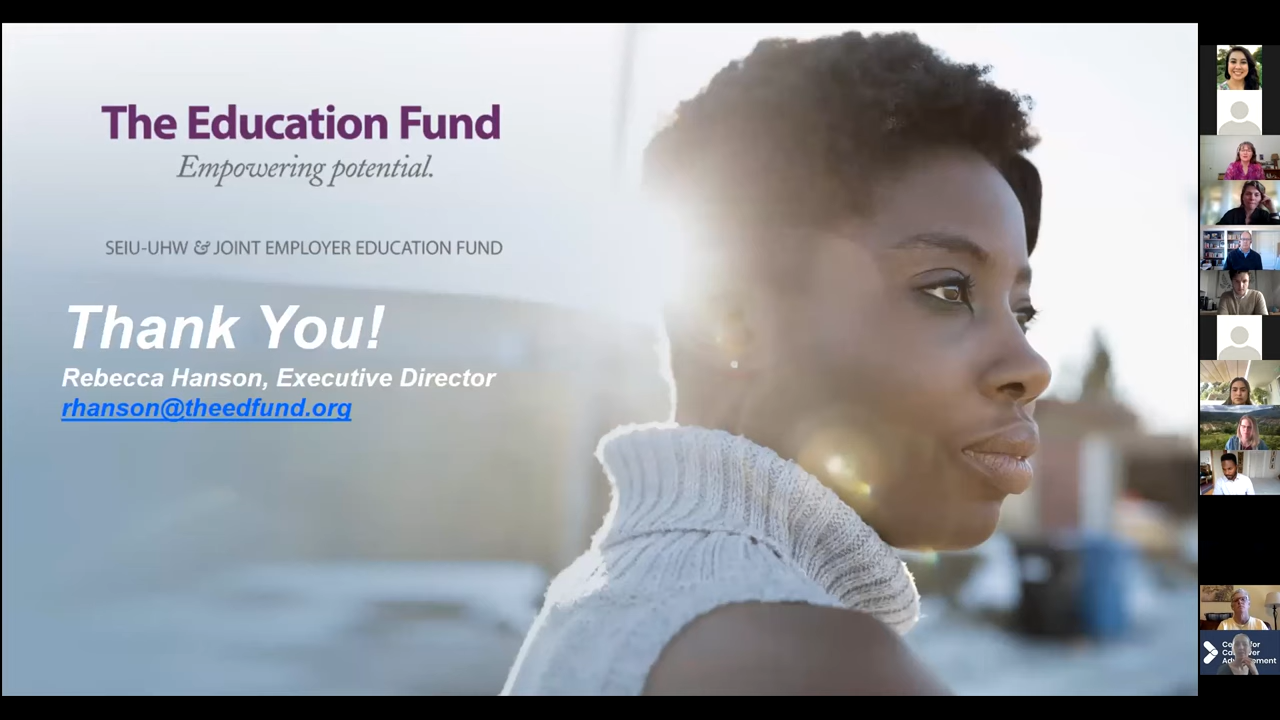 The Education Fund
Empowering potential.
SEIU-UHW & JOINT EMPLOYER EDUCATION FUND
Thank You!
Rebecca Hanson, Executive Director
rhanson@theedfund.org